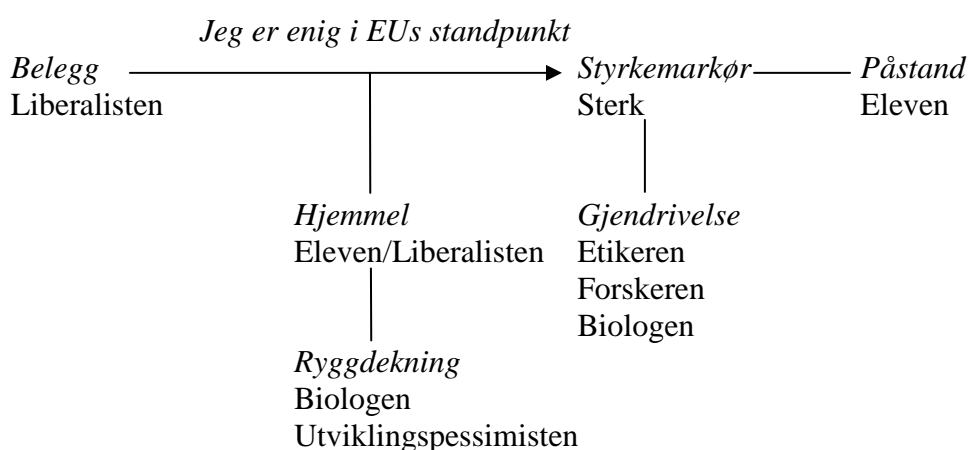 Jeg er enig i EUs standpunkt
Belegg
Liberalisten
Styrkemarkør
Sterk
Påstand
Eleven
Hjemmel
Eleven/Liberalisten
Gjendrivelse
Etikeren
Forskeren
Biologen
Ryggdekning
Biologen
Utviklingspessimisten